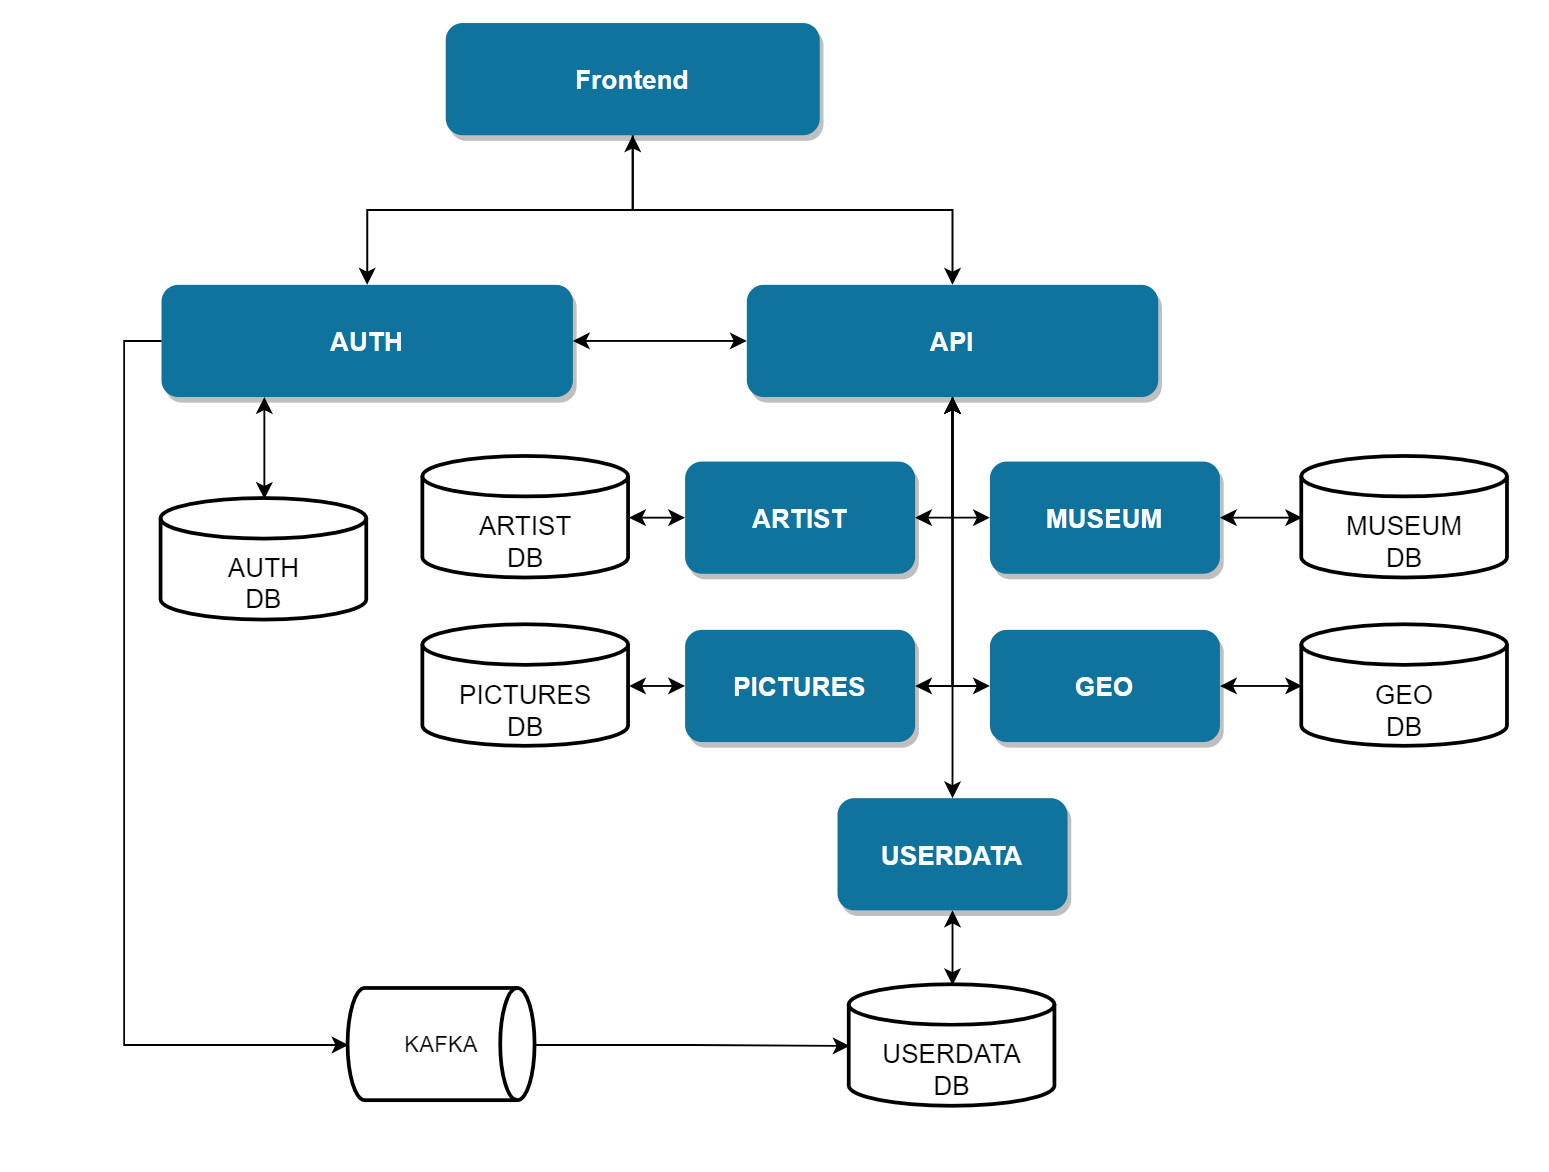 Frontend
AUTH
API
ARTIST
DB
ARTIST
MUSEUM
MUSEUM
DB
AUTH
DB
PICTURES
DB
PICTURES
GEO
GEO
DB
USERDATA
KAFKA
USERDATA
DB